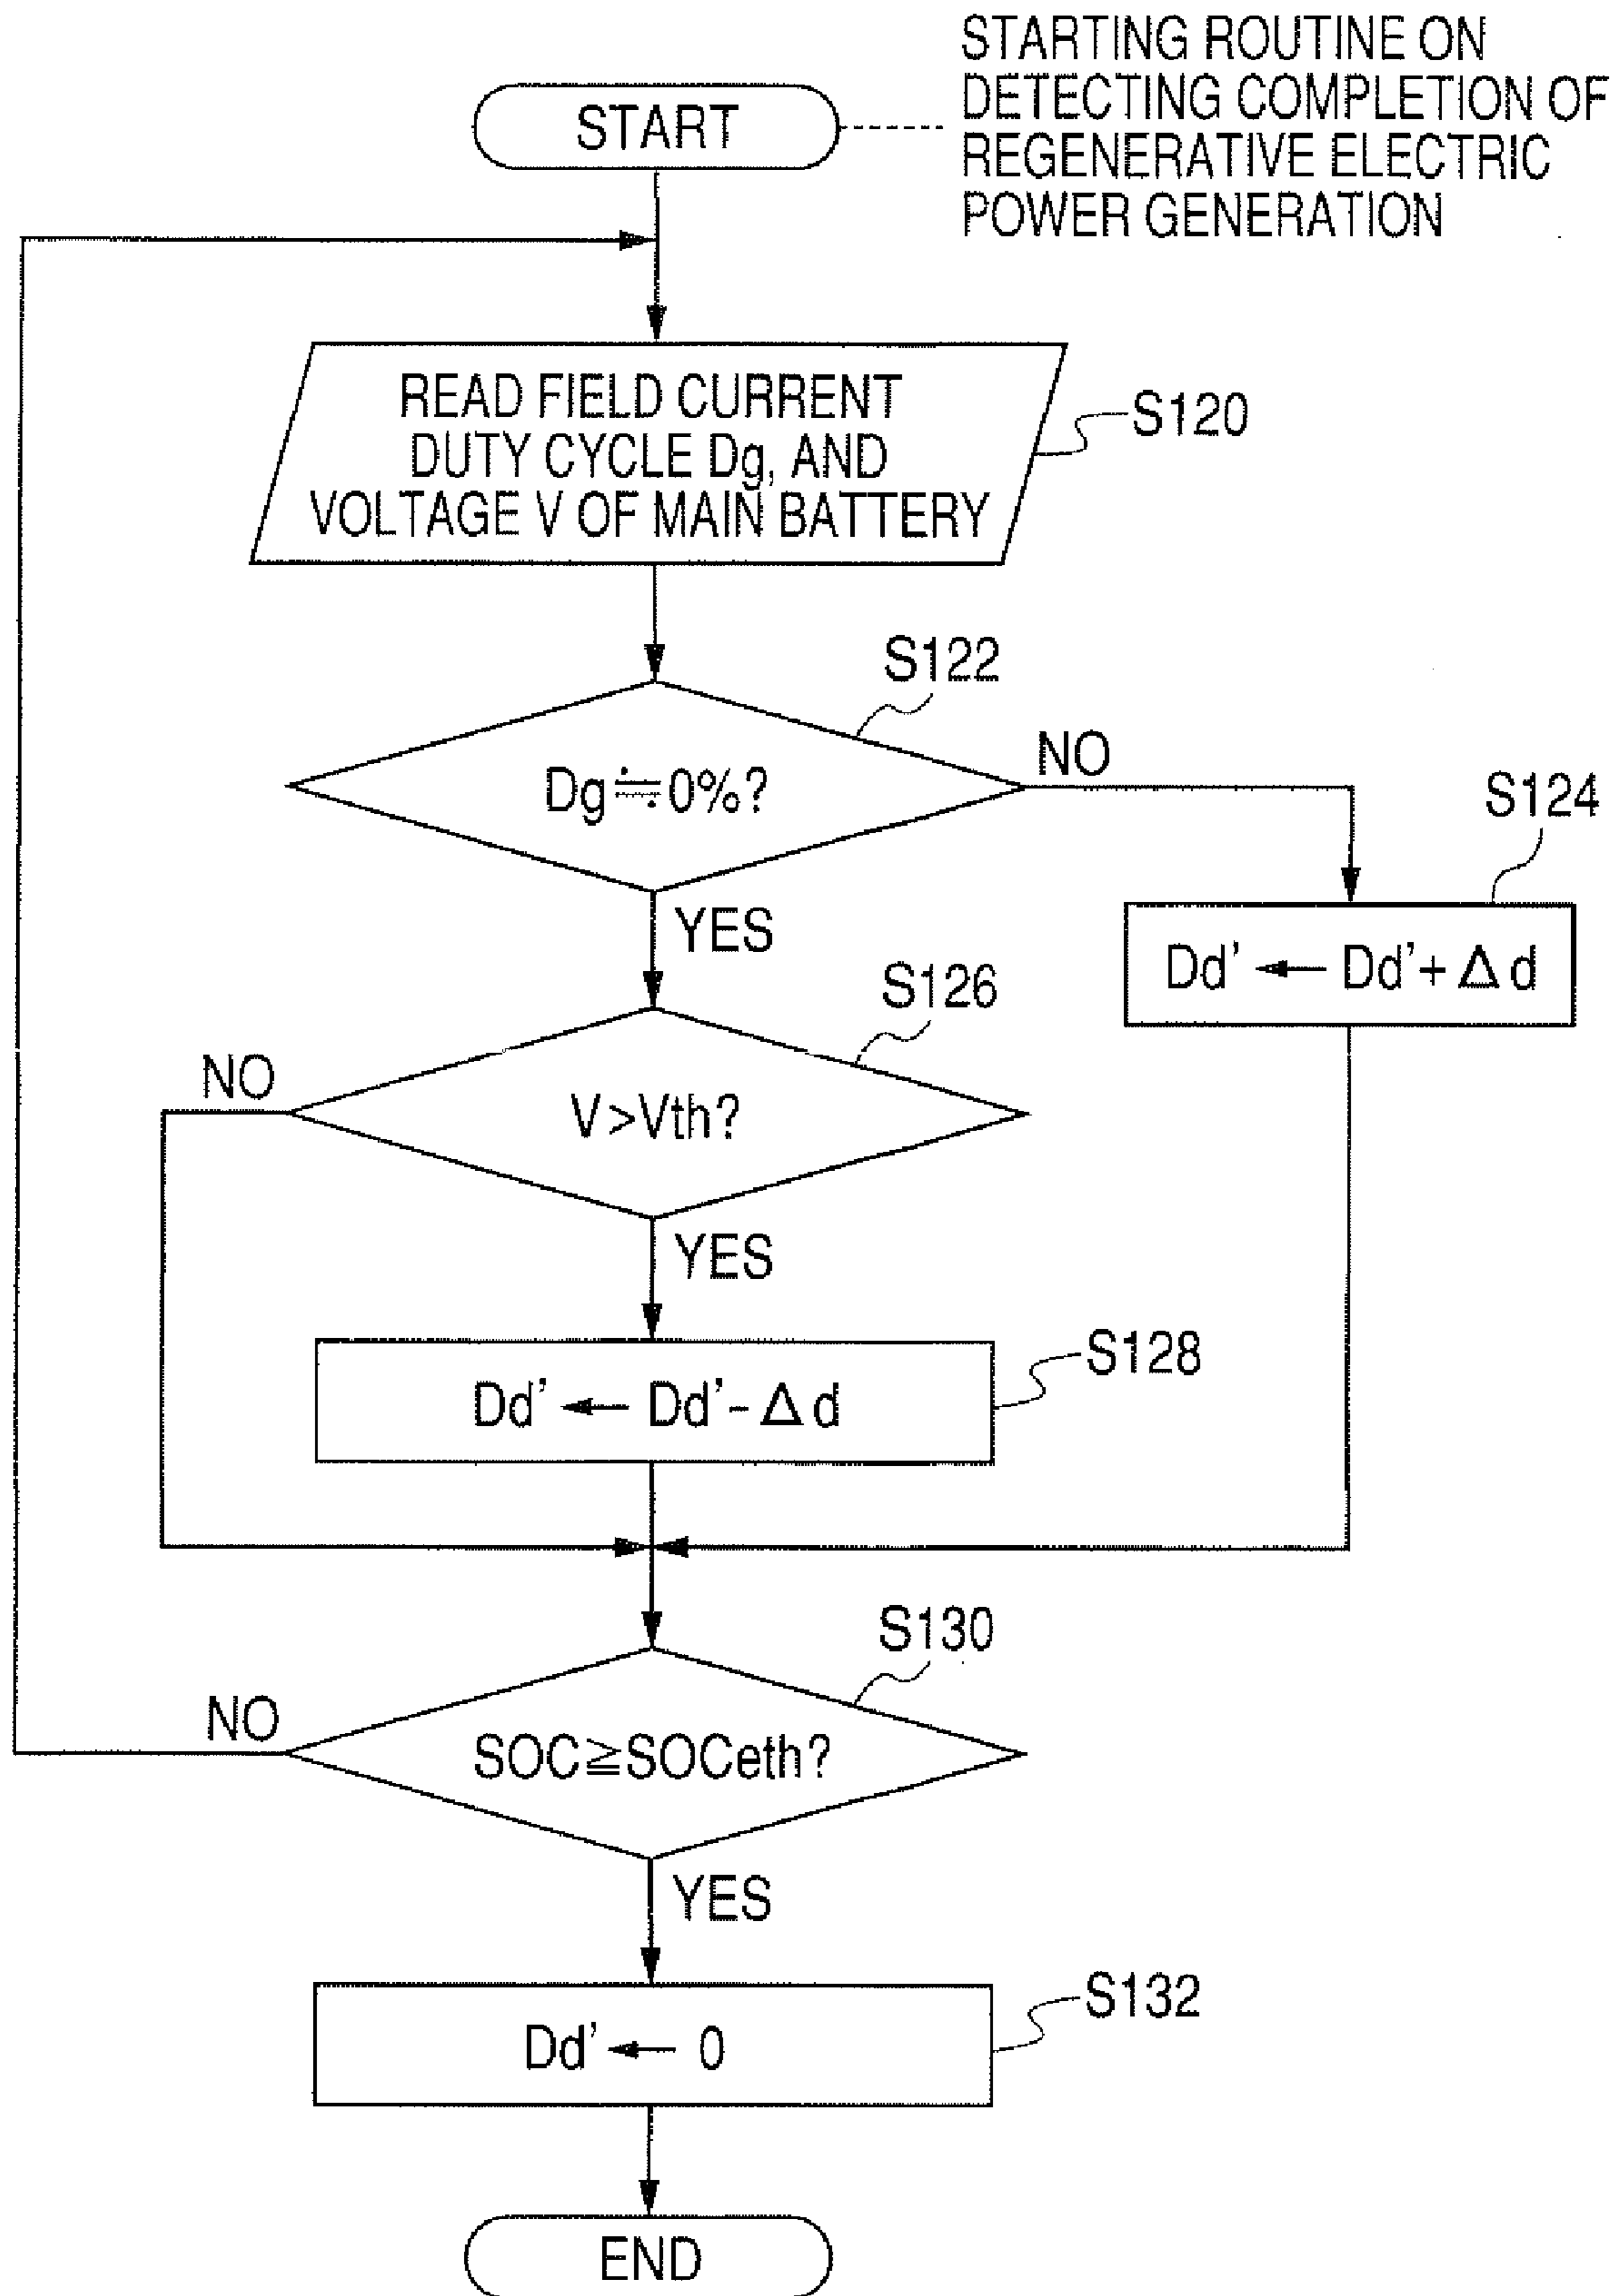 STARTING ROUTINE ON
DETECTING COMPLETION OF
REGENERATIVE ELECTRIC
POWER GENERATION
START
READ FIELD CURRENT
DUTY CYCLE Dg, AND
VOLTAGE V OF MAIN BATTERY
S120
S122
Dg≒0%?
NO
YES
S124
Dd' ← Dd'+Δd
S126
V>Vth?
NO
YES
S128
Dd' ← Dd'-Δd
S130
SOC≧SOCeth?
NO
YES
S132
Dd' ← 0
END